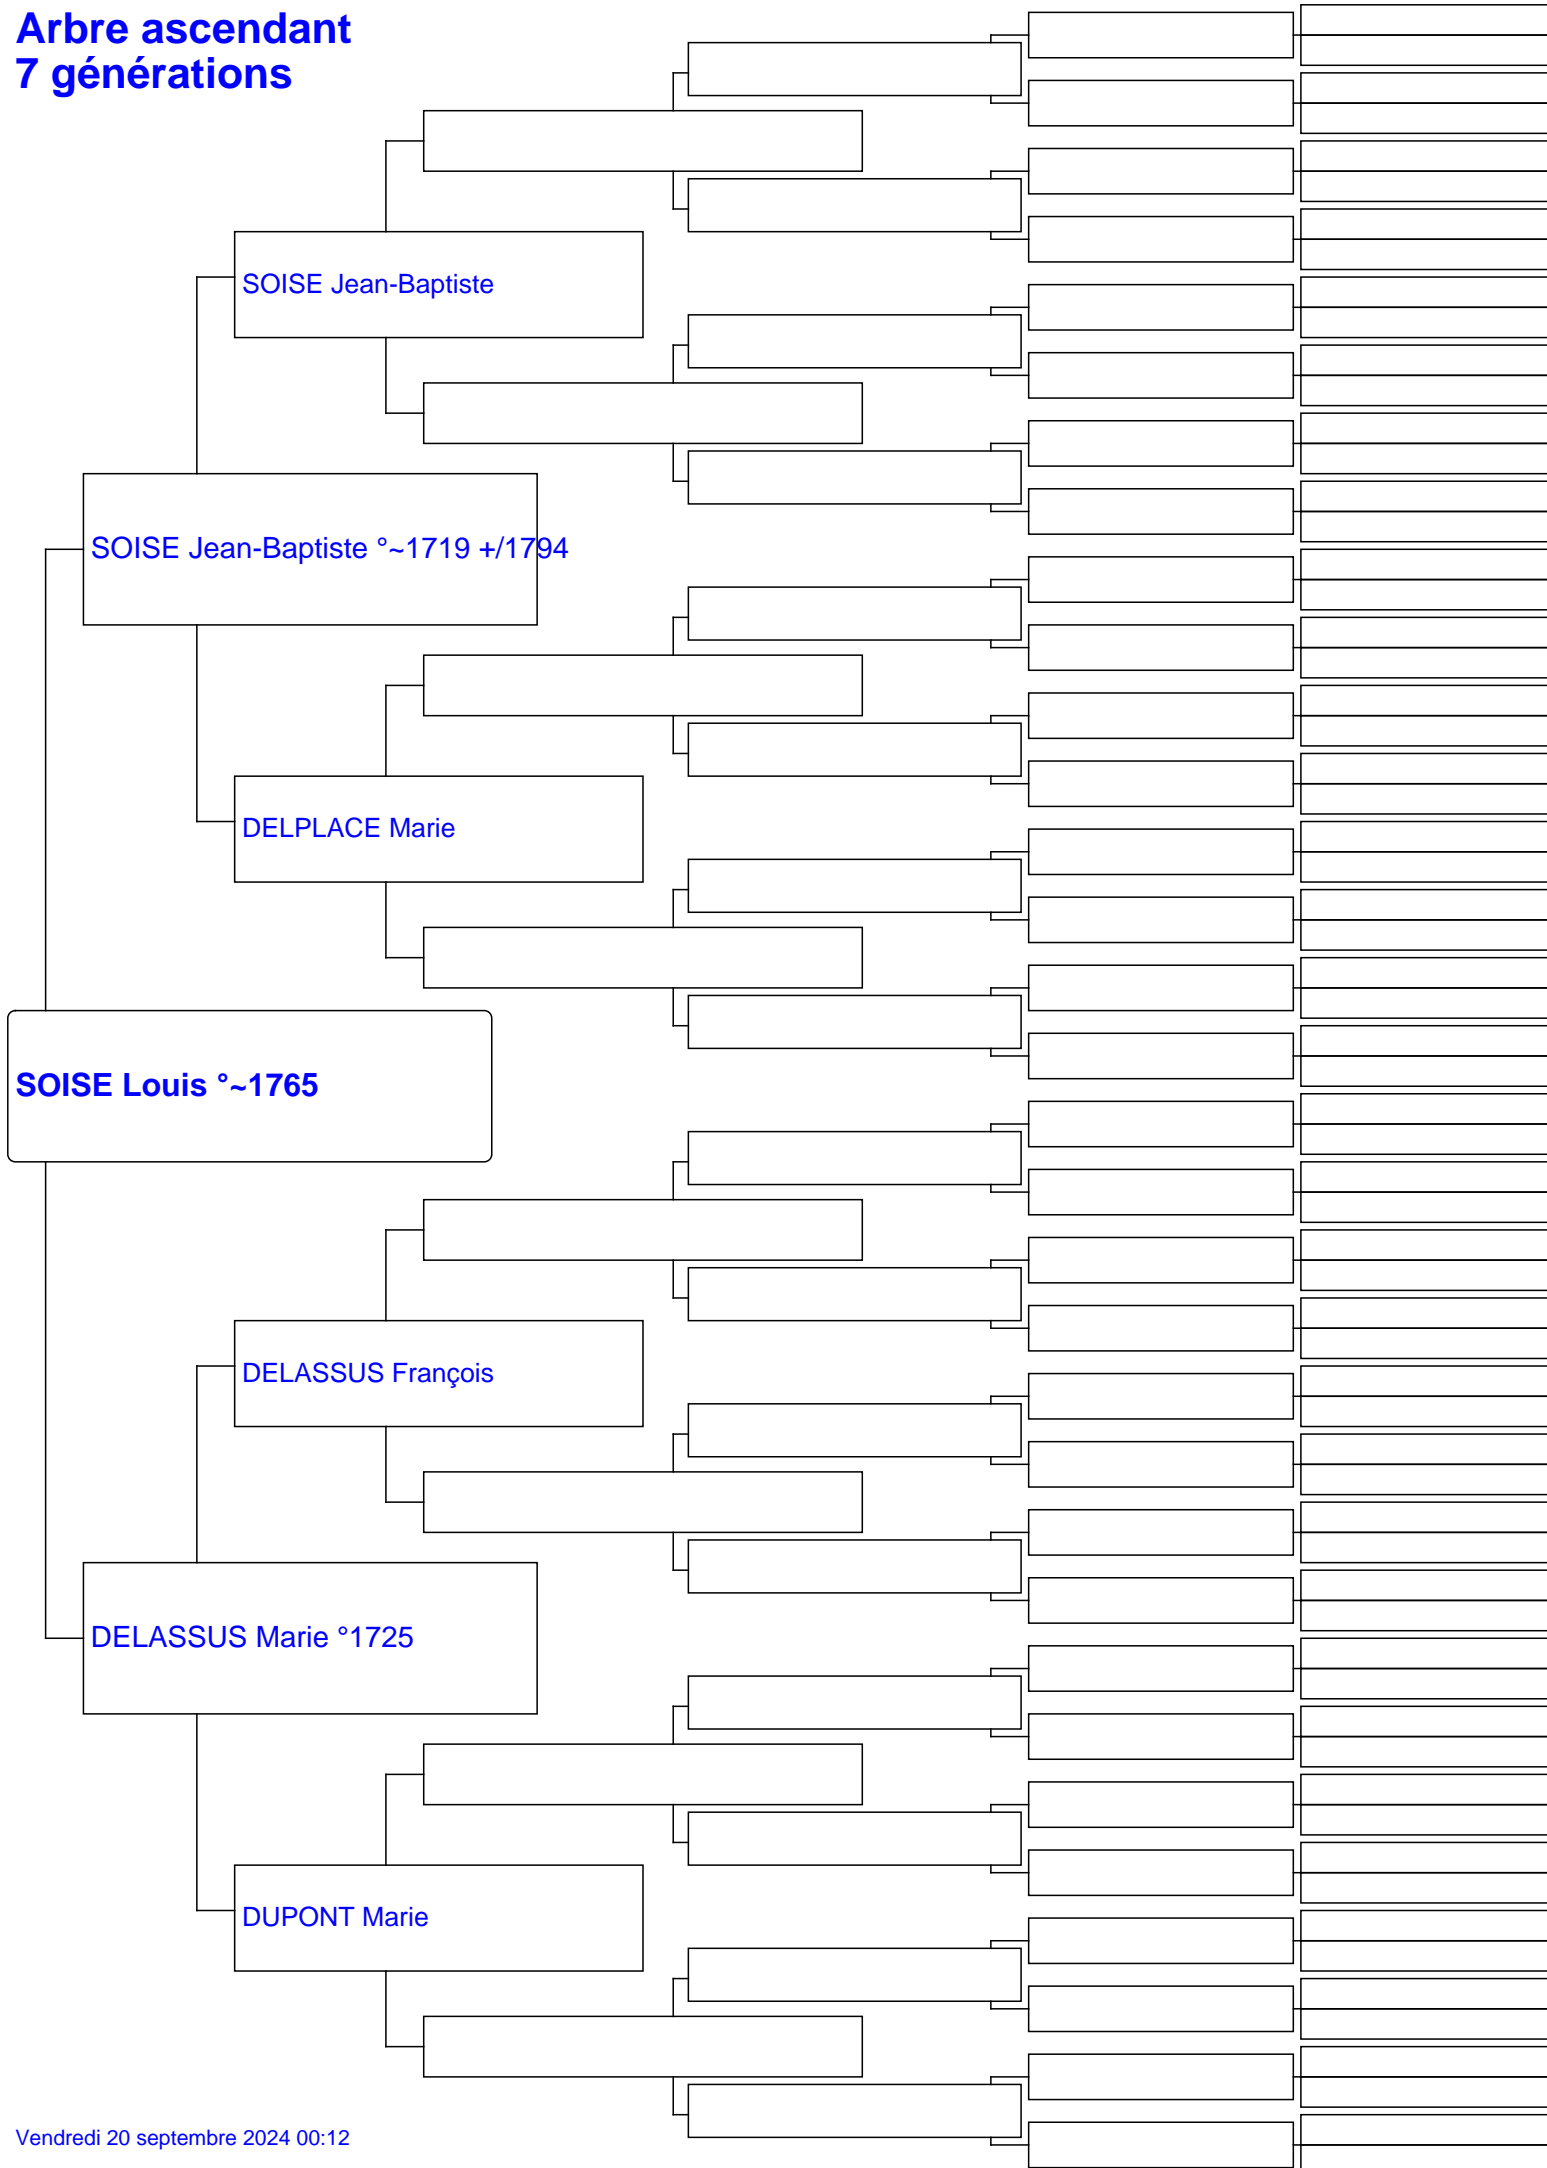 Arbre ascendant
7 générations
SOISE Jean-Baptiste
SOISE Jean-Baptiste °~1719 +/1794
DELPLACE Marie
SOISE Louis °~1765
DELASSUS François
DELASSUS Marie °1725
DUPONT Marie
Vendredi 20 septembre 2024 00:12